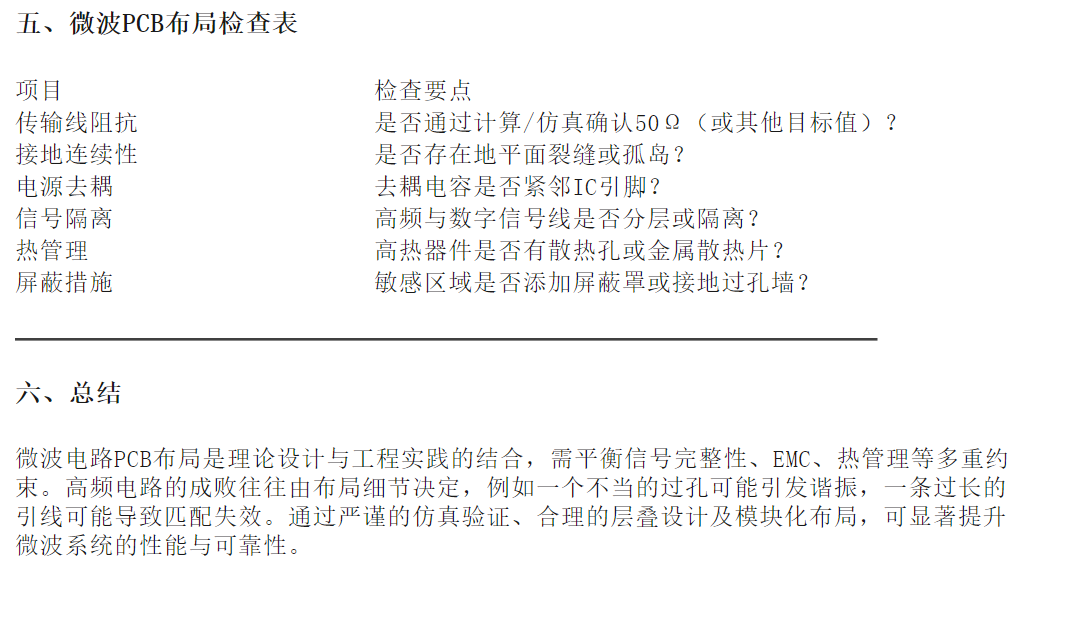 五、微波PCB布局检查表
项目 检查要点
传输线阻抗 是否通过计算/仿真确认50Ω（或其他目标值）？
接地连续性 是否存在地平面裂缝或孤岛？
电源去耦 去耦电容是否紧邻IC引脚？
信号隔离 高频与数字信号线是否分层或隔离？
热管理 高热器件是否有散热孔或金属散热片？
屏蔽措施 敏感区域是否添加屏蔽罩或接地过孔墙？
六、总结
微波电路PCB布局是理论设计与工程实践的结合，需平衡信号完整性、EMC、热管理等多重约
束。高频电路的成败往往由布局细节决定，例如一个不当的过孔可能引发谐振，一条过长的
引线可能导致匹配失效。通过严谨的仿真验证、合理的层叠设计及模块化布局，可显著提升
微波系统的性能与可靠性。